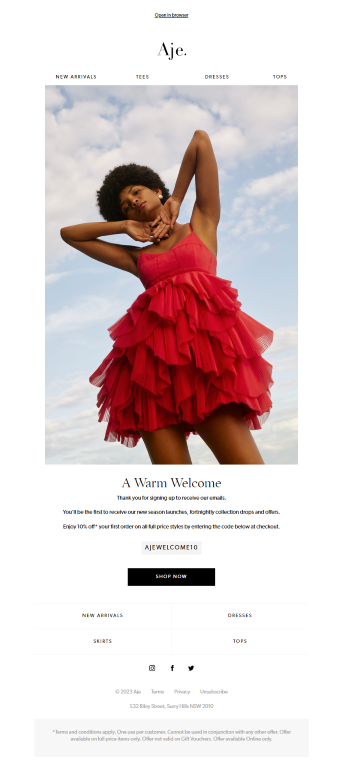 Open in browser
Aje.
NEW ARRIVALS TEES DRESSES TOPS
A Warm Welcome
Thank you for signing up to receive our emails.
You'll be the first to receive our new season launches, fortnightly collection drops and offers.
Enjoy 10% off* your first order on all full price styles by entering the code below at checkout.
AJEWELCOME10
SHOP NOW
NEW ARRIVALS DRESSES
SKIRTS TOPS
© 2023 Aje Terms Privacy Unsubscribe
532 Riley Street, Surry Hills NSW 2010
*Terms and conditions apply. One use per customer. Cannot be used in conjunction with any other offer. Offer
available on full price items only. Offer not valid on Gift Vouchers. Offer available Online only.